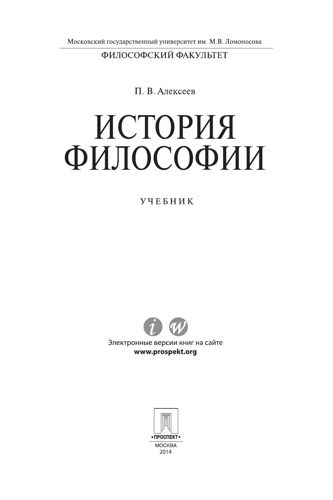 Московский государственный университет им. М.В. Ломоносова
ФИЛОСОФСКИЙ ФАКУЛЬТЕТ
П. В. Алексеев
ИСТОРИЯ
ФИЛОСОФИИ
УЧЕБНИК
i w
Электронные версии книг на сайте
www.prospekt.org
•ПРОСПЕКТ•
МОСКВА
2014